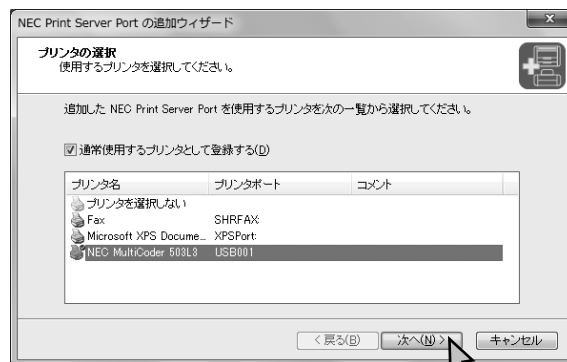 NEC Print Server Port の追加ウィザード
プリンタの選択
使用するプリンタを選択してください。
追加した NEC Print Server Port を使用するプリンタを次の一覧から選択してください。
通常使用するプリンタとして登録する(D)
プリンタ名 プリンタポート コメント
プリンタを選択しない
Fax SHRFAX:
Microsoft XPS Docume... XPSPort:
NEC MultiCoder 503L3 USB001
< 戻る(B) 次へ(N) > キャンセル